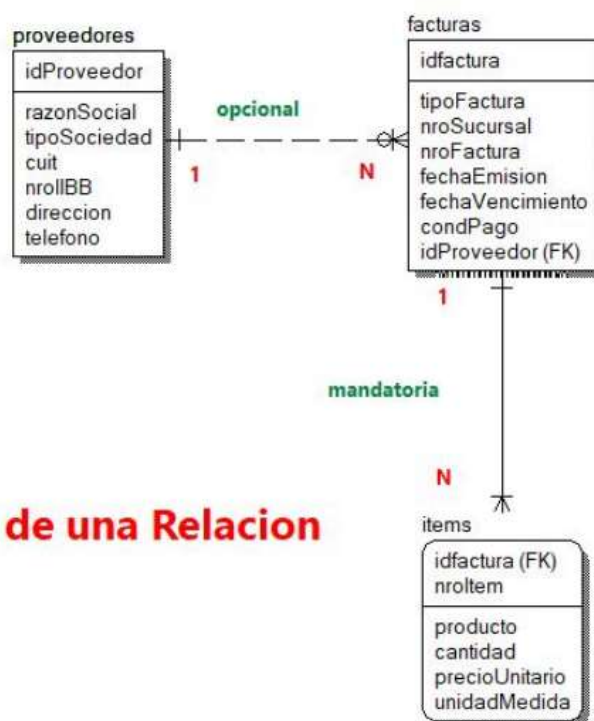 proveedores
idProveedor
razonSocial
tipoSociedad
cuit
nroIIBB
direccion
telefono
opcional
1
N
facturas
idfactura
tipoFactura
nroSucursal
nroFactura
fechaEmision
fechaVencimiento
condPago
idProveedor (FK)
1
mandatoria
N
de una Relacion
items
idfactura (FK)
nroItem
producto
cantidad
precioUnitario
unidadMedida